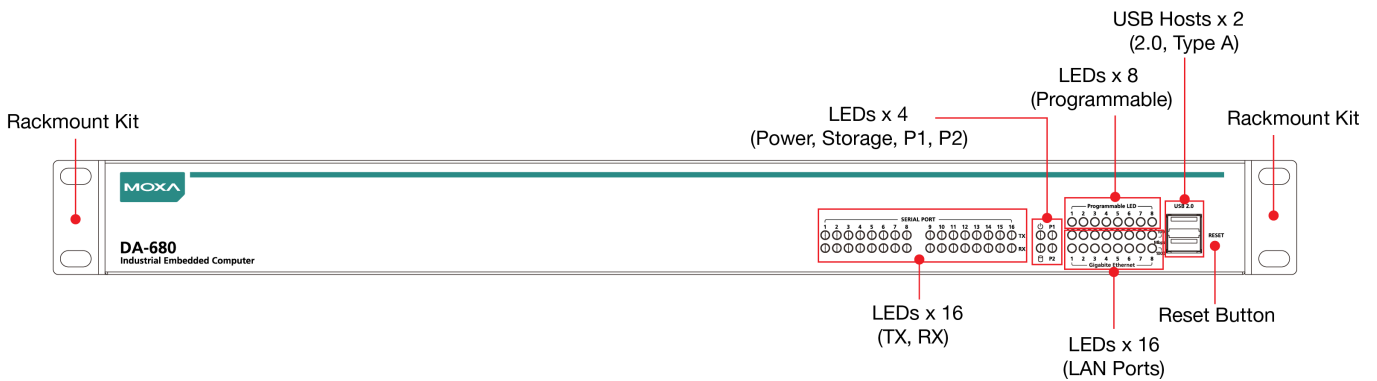 USB Hosts x 2
(2.0, Type A)
LEDs x 8
(Programmable)
LEDs x 4
(Power, Storage, P1, P2)
Rackmount Kit
Rackmount Kit
MOXA
DA-680
Industrial Embedded Computer
SERIAL PORT
1 2 3 4 5 6 7 8 9 10 11 12 13 14 15 16
TX
RX
P1
P2
Programmable LED
1 2 3 4 5 6 7 8
1 2 3 4 5 6 7 8
Gigabite Ethernet
USB 2.0
RESET
LEDs x 16
(TX, RX)
LEDs x 16
(LAN Ports)
Reset Button